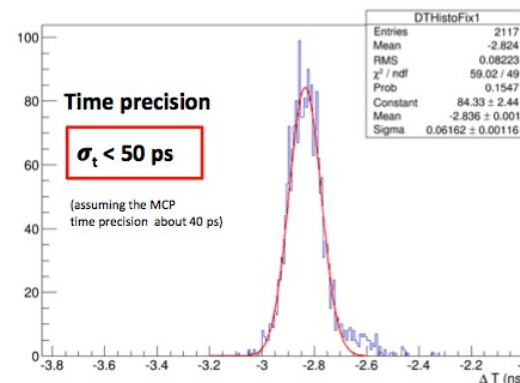 DTHistoFix1
Entries 2117
Mean -2.824
RMS 0.08223
χ² / ndf 59.02 / 49
Prob 0.1547
Constant 84.33 ± 2.44
Mean -2.836 ± 0.001
Sigma 0.06162 ± 0.00116
Time precision
σt < 50 ps
(assuming the MCP
time precision about 40 ps)
100
80
60
40
20
0
-3.8 -3.6 -3.4 -3.2 -3 -2.8 -2.6 -2.4 -2.2
Δ T (ns